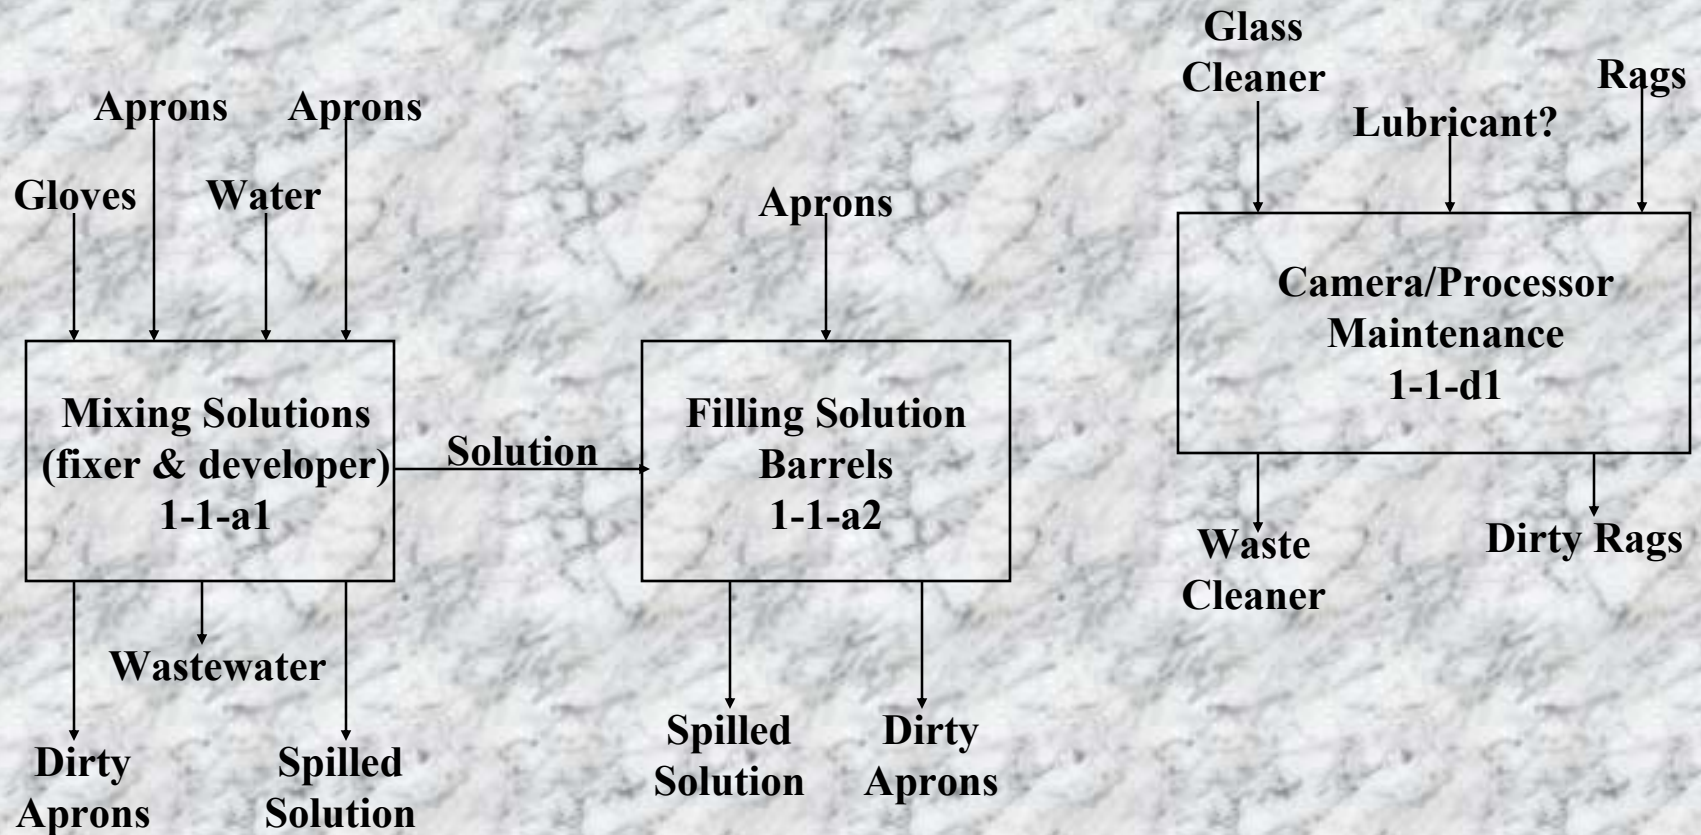 Glass
Cleaner
Rags
Lubricant?
Aprons
Aprons
Gloves
Water
Aprons
Camera/Processor
Maintenance
1-1-d1
Mixing Solutions
(fixer & developer)
1-1-a1
Solution
Filling Solution
Barrels
1-1-a2
Waste
Cleaner
Dirty Rags
Wastewater
Dirty
Aprons
Spilled
Solution
Spilled
Solution
Dirty
Aprons